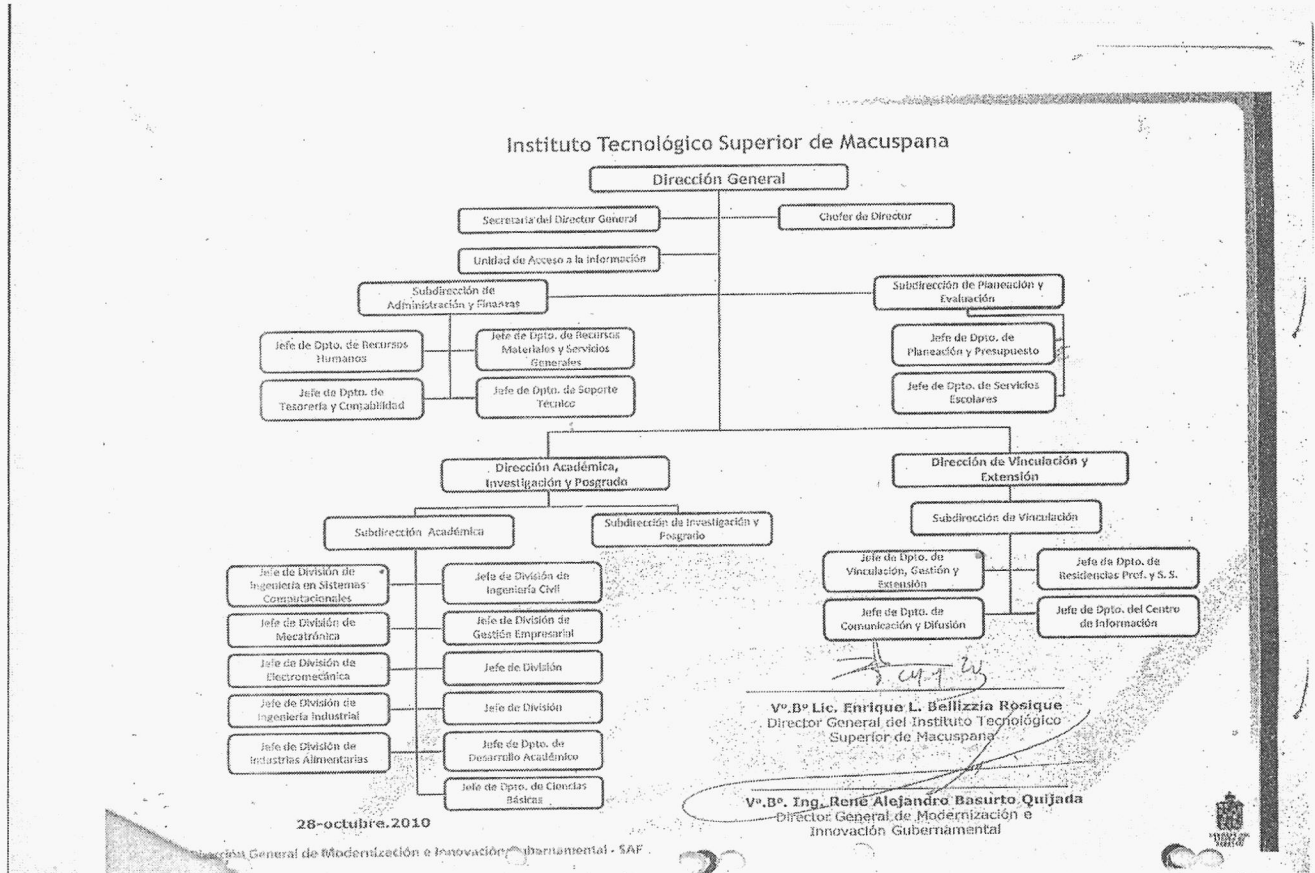 Instituto Tecnológico Superior de Macuspana
Dirección General
Secretaria del Director General
Chofer de Director
Unidad de Acceso a la Información
Subdirección de
Administración y Finanzas
Subdirección de Planeación y
Evaluación
Jefe de Dpto. de Recursos
Humanos
Jefe de Dpto. de Recursos
Materiales y Servicios
Generales
Jefe de Dpto. de
Planeación y Presupuesto
Jefe de Dpto. de
Tesorería y Contabilidad
Jefe de Dpto. de Soporte
Técnico
Jefe de Dpto. de Servicios
Escolares
Dirección Académica,
Investigación y Posgrado
Dirección de Vinculación y
Extensión
Subdirección Académica
Subdirección de Investigación y
Posgrado
Subdirección de Vinculación
Jefe de División de
Ingeniería en Sistemas
Computacionales
Jefe de División de
Ingeniería Civil
Jefe de Dpto. de
Vinculación, Gestión y
Extensión
Jefe de Dpto. de
Residencias Prof. y S. S.
Jefe de División de
Mecatrónica
Jefe de División de
Gestión Empresarial
Jefe de Dpto. de
Comunicación y Difusión
Jefe de Dpto. del Centro
de Información
Jefe de División de
Electromecánica
Jefe de División
Jefe de División de
Ingeniería Industrial
Jefe de División
Jefe de División de
Industrias Alimentarias
Jefe de Dpto. de
Desarrollo Académico
Jefe de Dpto. de Ciencias
Básicas
Vº.Bº Lic. Enrique L. Bellizzia Rosique
Director General del Instituto Tecnológico
Superior de Macuspana
Vº.Bº. Ing. René Alejandro Basurto Quijada
Director General de Modernización e
Innovación Gubernamental
28-octubre.2010
General de Modernización e Innovación - SAF